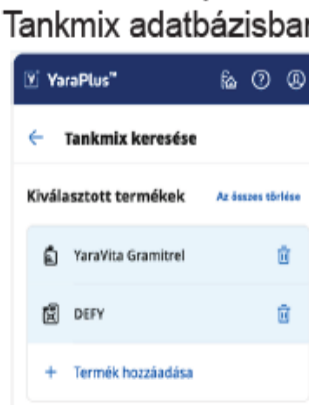 Tankmix adatbázisban
YaraPlus™
Tankmix keresése
Kiválasztott termékek Az összes törlése
YaraVita Gramitrel
DEFY
+ Termék hozzáadása